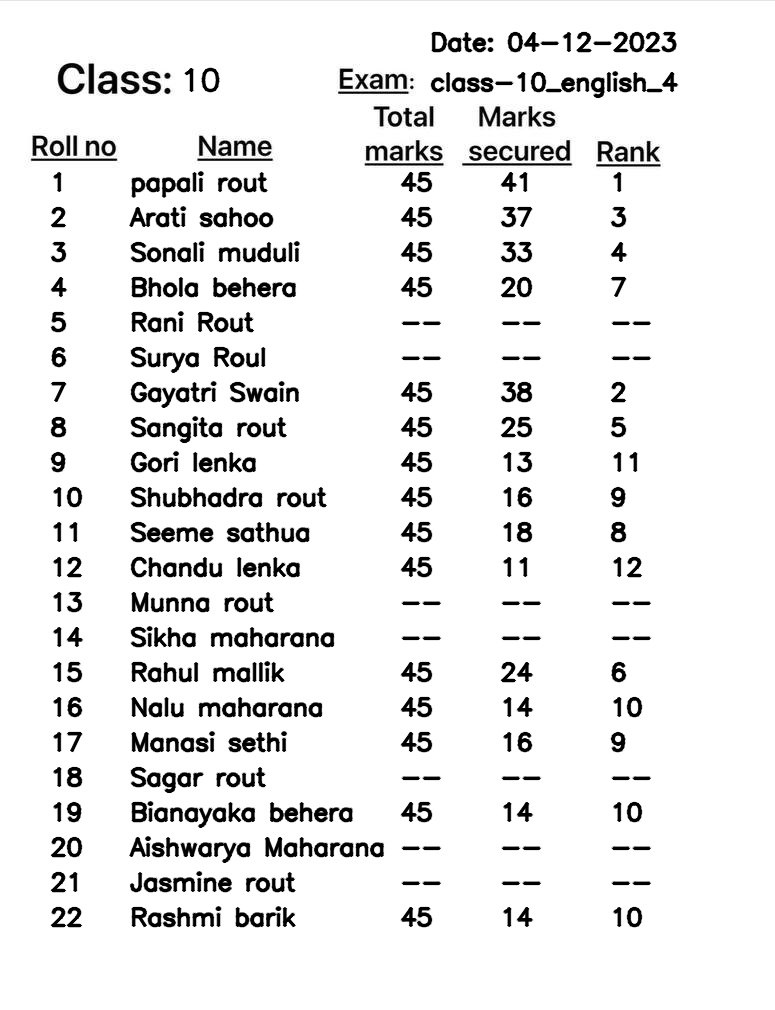 Date: 04-12-2023
Class: 10 Exam: class-10_english_4
Roll no Name Total marks Marks secured Rank
1 papali rout 45 41 1
2 Arati sahoo 45 37 3
3 Sonali muduli 45 33 4
4 Bhola behera 45 20 7
5 Rani Rout -- -- --
6 Surya Roul -- -- --
7 Gayatri Swain 45 38 2
8 Sangita rout 45 25 5
9 Gori lenka 45 13 11
10 Shubhadra rout 45 16 9
11 Seeme sathua 45 18 8
12 Chandu lenka 45 11 12
13 Munna rout -- -- --
14 Sikha maharana -- -- --
15 Rahul mallik 45 24 6
16 Nalu maharana 45 14 10
17 Manasi sethi 45 16 9
18 Sagar rout -- -- --
19 Bianayaka behera 45 14 10
20 Aishwarya Maharana -- -- --
21 Jasmine rout -- -- --
22 Rashmi barik 45 14 10